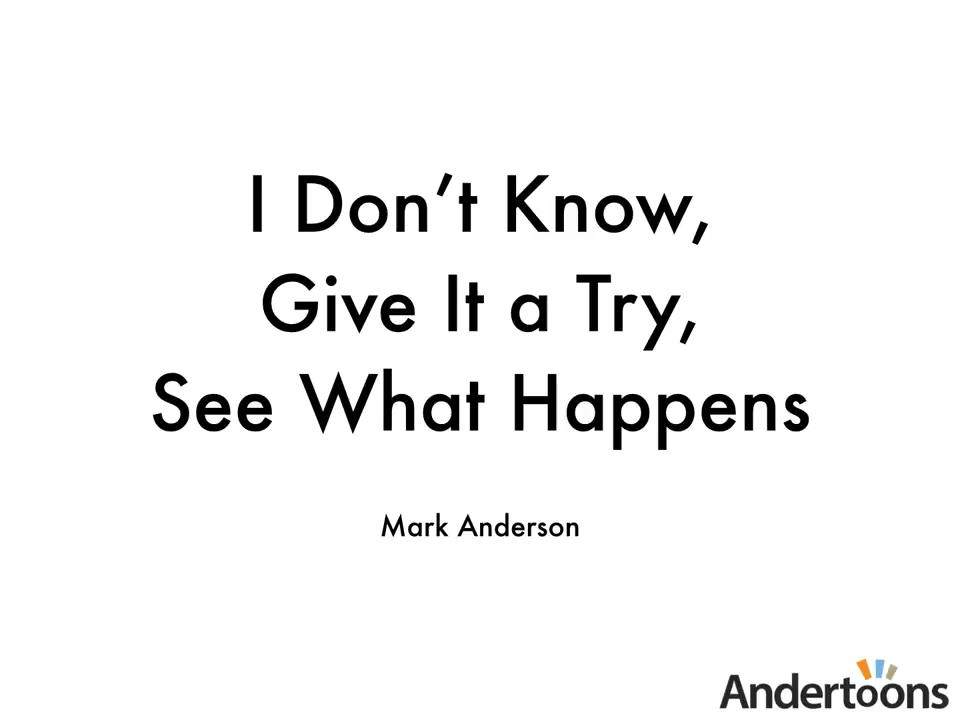 I Don’t Know,
Give It a Try,
See What Happens
Mark Anderson
Andertoons